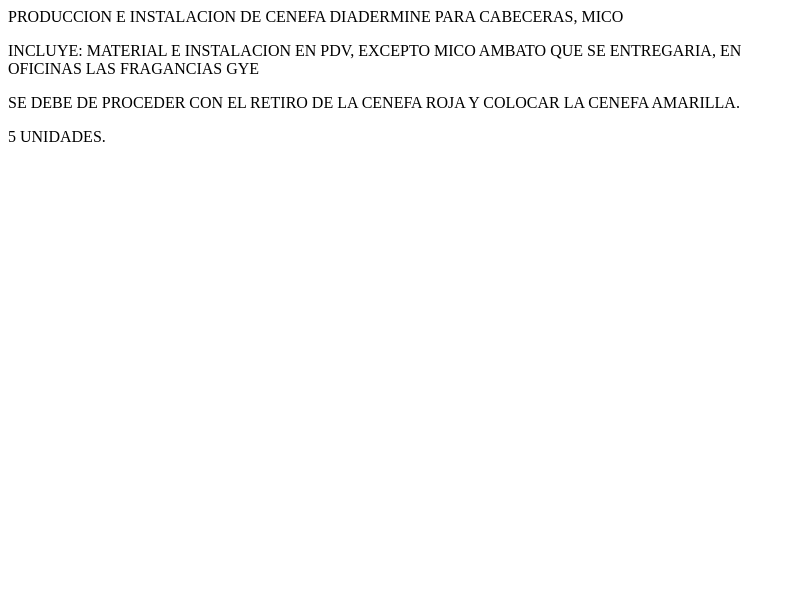 PRODUCCION E INSTALACION DE CENEFA DIADERMINE PARA CABECERAS, MICO
INCLUYE: MATERIAL E INSTALACION EN PDV, EXCEPTO MICO AMBATO QUE SE ENTREGARIA, EN
OFICINAS LAS FRAGANCIAS GYE
SE DEBE DE PROCEDER CON EL RETIRO DE LA CENEFA ROJA Y COLOCAR LA CENEFA AMARILLA.
5 UNIDADES.